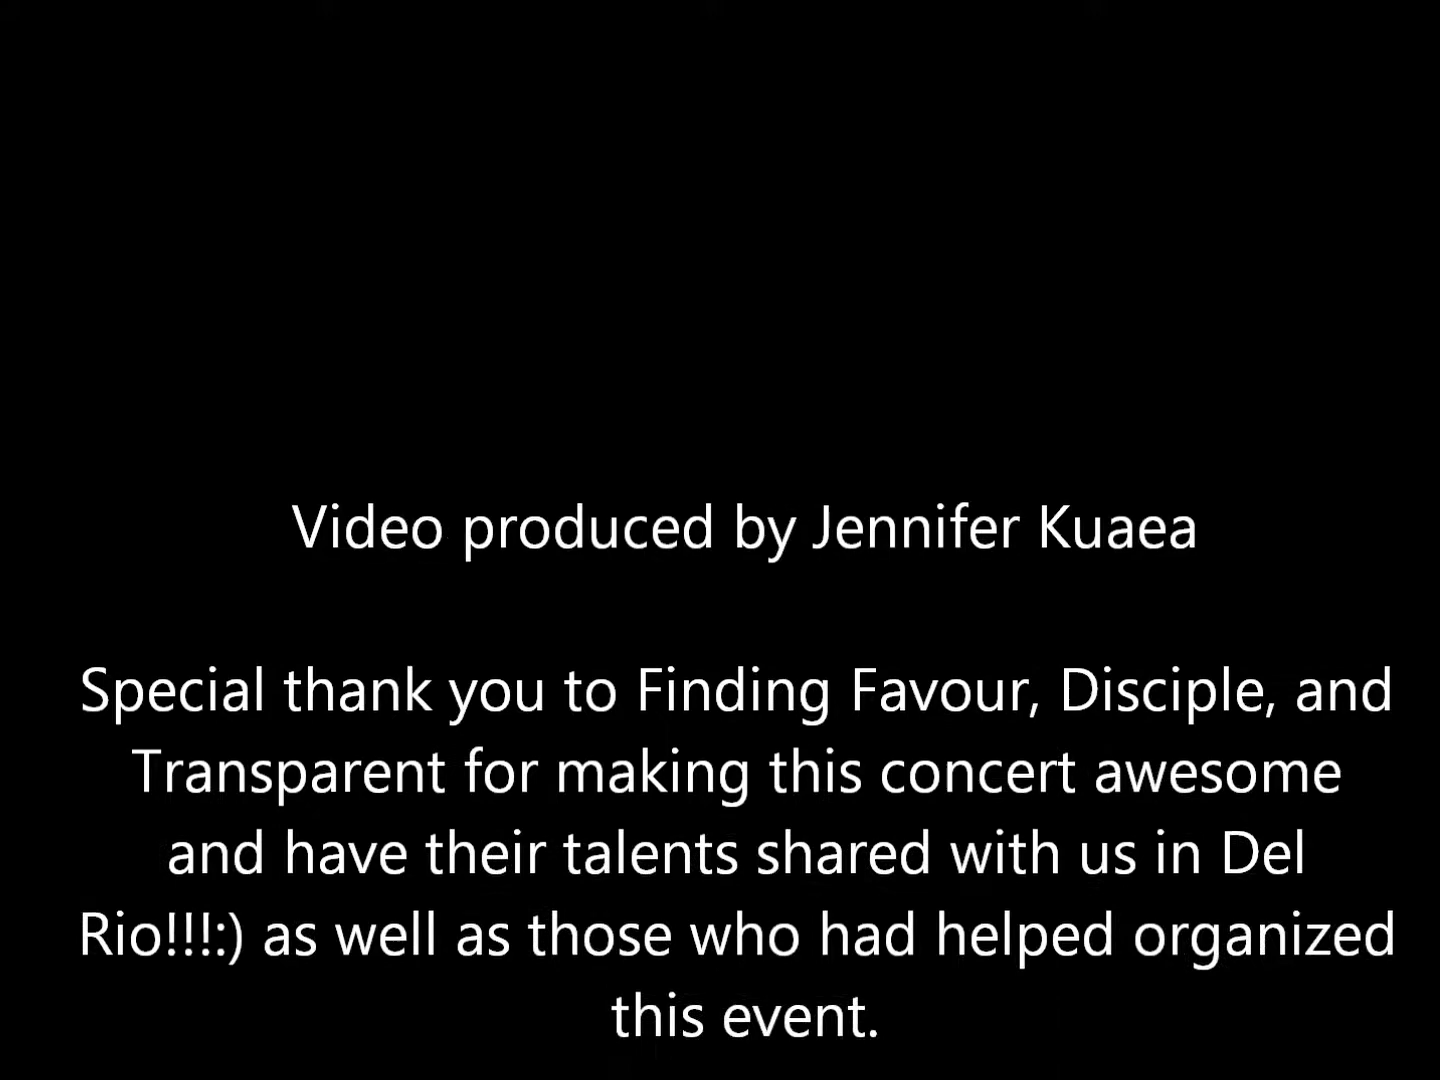 Video produced by Jennifer Kuaea
Special thank you to Finding Favour, Disciple, and
Transparent for making this concert awesome
and have their talents shared with us in Del
Rio!!!:) as well as those who had helped organized
this event.